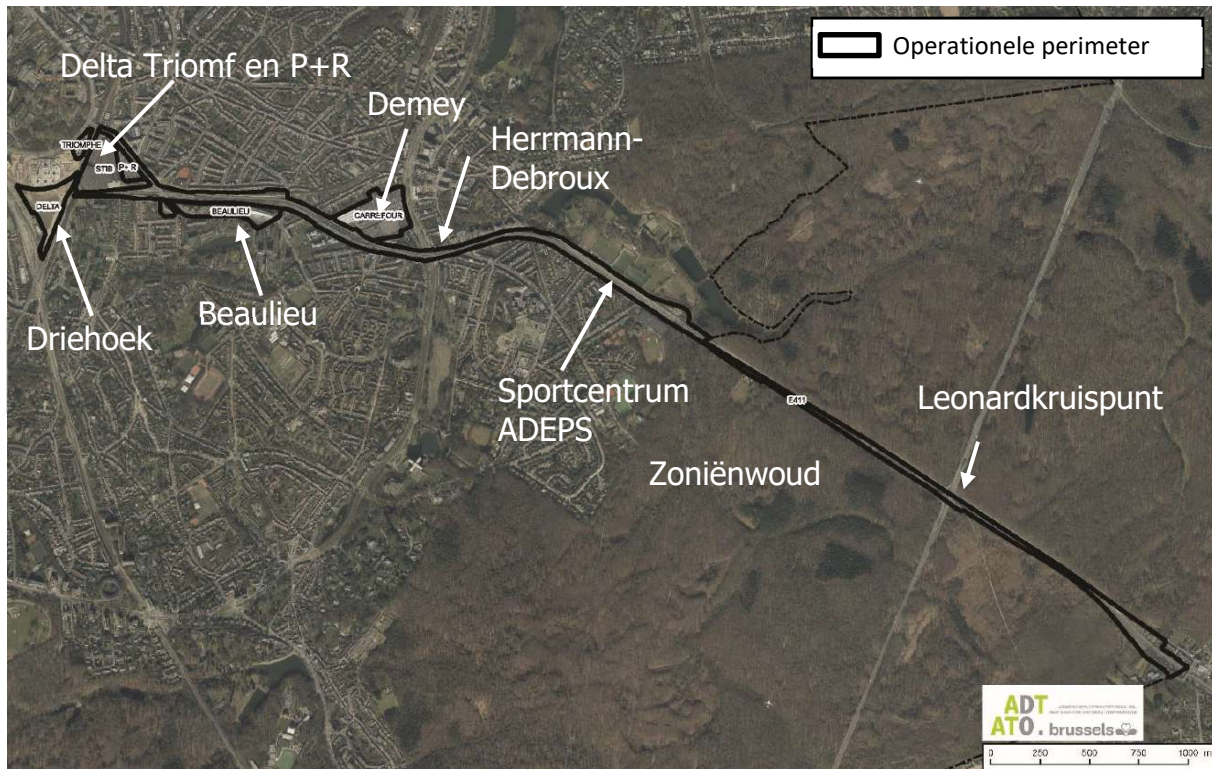 Operationele perimeter
Delta Triomf en P+R
Demey
Herrmann-
Debroux
TRIOMPHE
STIB
P+R
DELTA
BEAULIEU
CARREFOUR
Driehoek
Beaulieu
Sportcentrum
ADEPS
E411
Leonardkruispunt
Zoniënwoud
ADT
ATO.brussels
0 250 500 750 1000 m